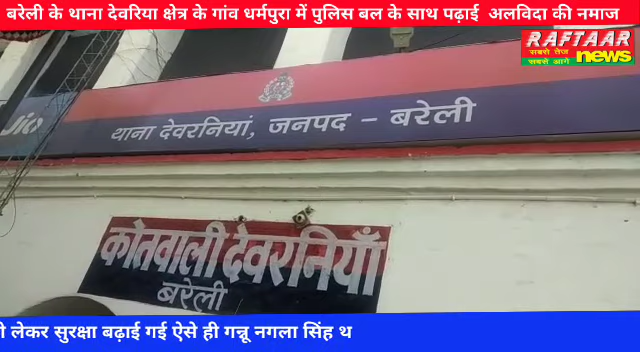 बरेली के थाना देवरिया क्षेत्र के गांव धर्मपुरा में पुलिस बल के साथ पढ़ाई अलविदा की नमाज
RAFTAAR
सबसे तेज
सबसे आगे news
Jio
थाना देवरनियां, जनपद - बरेली
कोतवाली देवरनियाँ
बरेली
लेकर सुरक्षा बढ़ाई गई ऐसे ही गन्नू नगला सिंह थ